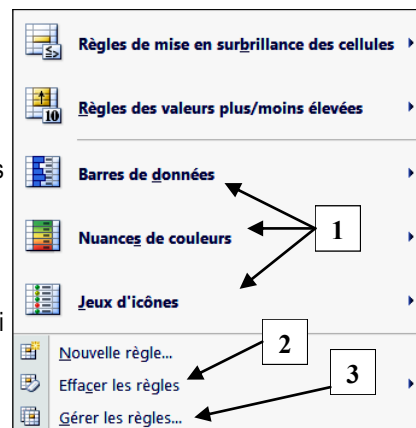 Règles de mise en surbrillance des cellules
Règles des valeurs plus/moins élevées
10
s
Barres de données
Nuances de couleurs
1
Jeux d'icônes
i
Nouvelle règle...
2
Effacer les règles
3
Gérer les règles...